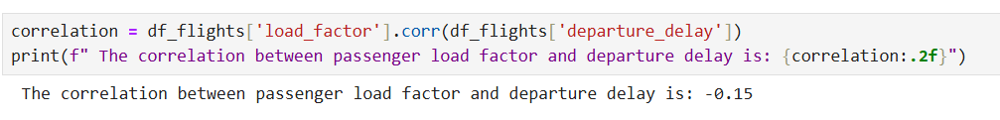 correlation = df_flights['load_factor'].corr(df_flights['departure_delay'])
print(f" The correlation between passenger load factor and departure delay is: {correlation:.2f}")
The correlation between passenger load factor and departure delay is: -0.15